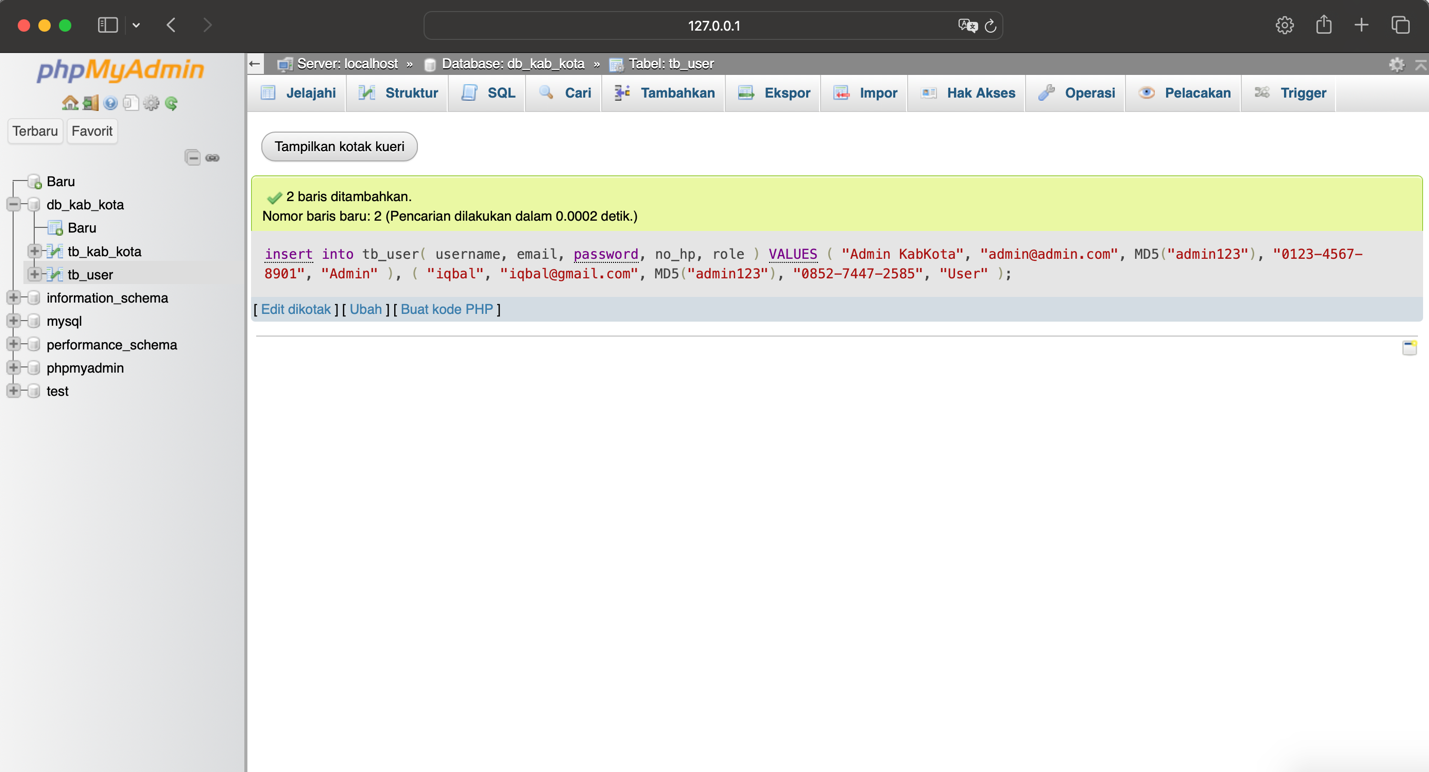 127.0.0.1
phpMyAdmin
Terbaru Favorit
Baru
db_kab_kota
Baru
tb_kab_kota
tb_user
information_schema
mysql
performance_schema
phpmyadmin
test
Server: localhost » Database: db_kab_kota » Tabel: tb_user
Jelajahi Struktur SQL Cari Tambahkan Ekspor Impor Hak Akses Operasi Pelacakan Trigger
Tampilkan kotak kueri
2 baris ditambahkan.
Nomor baris baru: 2 (Pencarian dilakukan dalam 0.0002 detik.)
insert into tb_user( username, email, password, no_hp, role ) VALUES ( "Admin KabKota", "admin@admin.com", MD5("admin123"), "0123-4567-
8901", "Admin" ), ( "iqbal", "iqbal@gmail.com", MD5("admin123"), "0852-7447-2585", "User" );
[ Edit dikotak ] [ Ubah ] [ Buat kode PHP ]